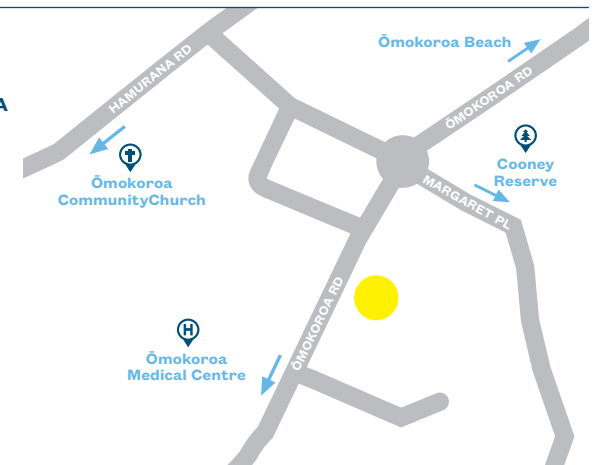 Ōmokoroa Beach
HAMURANA RD
A
ŌMOKOROA RD
Cooney
Reserve
MARGARET PL
Ōmokoroa
CommunityChurch
ŌMOKOROA RD
H
Ōmokoroa
Medical Centre